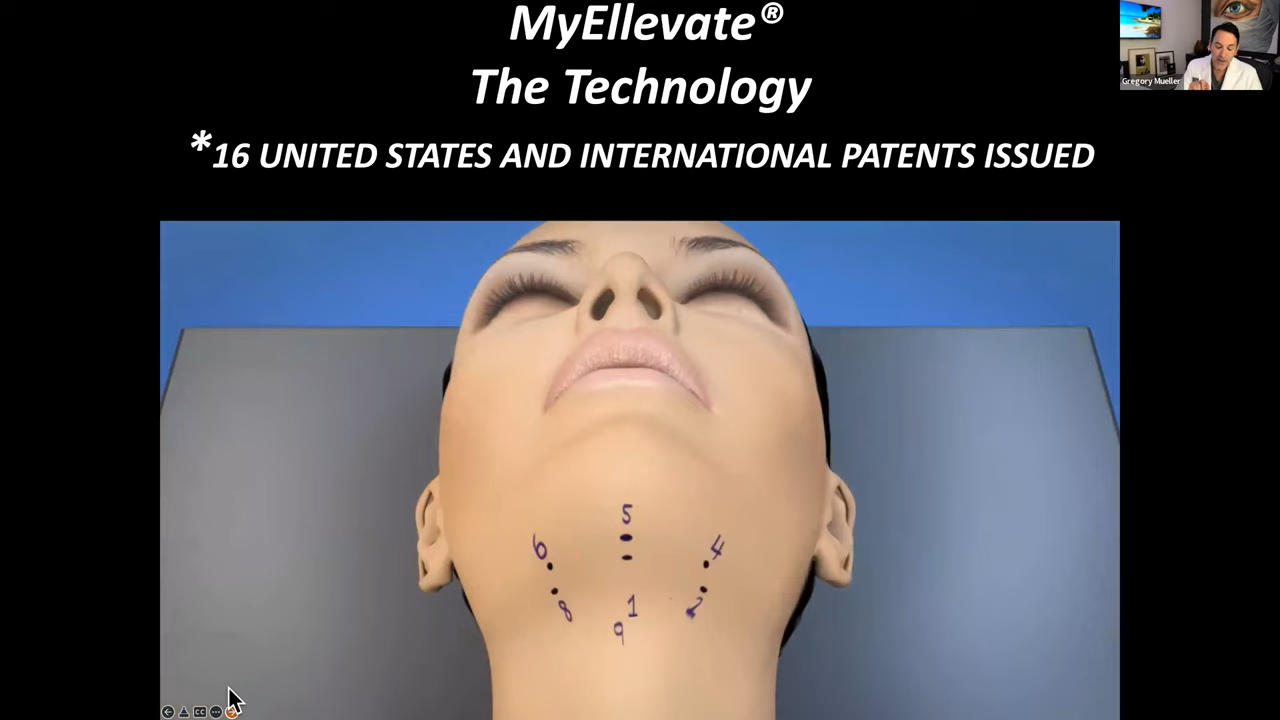 MyEllevate®
The Technology
*16 UNITED STATES AND INTERNATIONAL PATENTS ISSUED
Gregory Mueller
5
6
4
8
1
2
9
CC